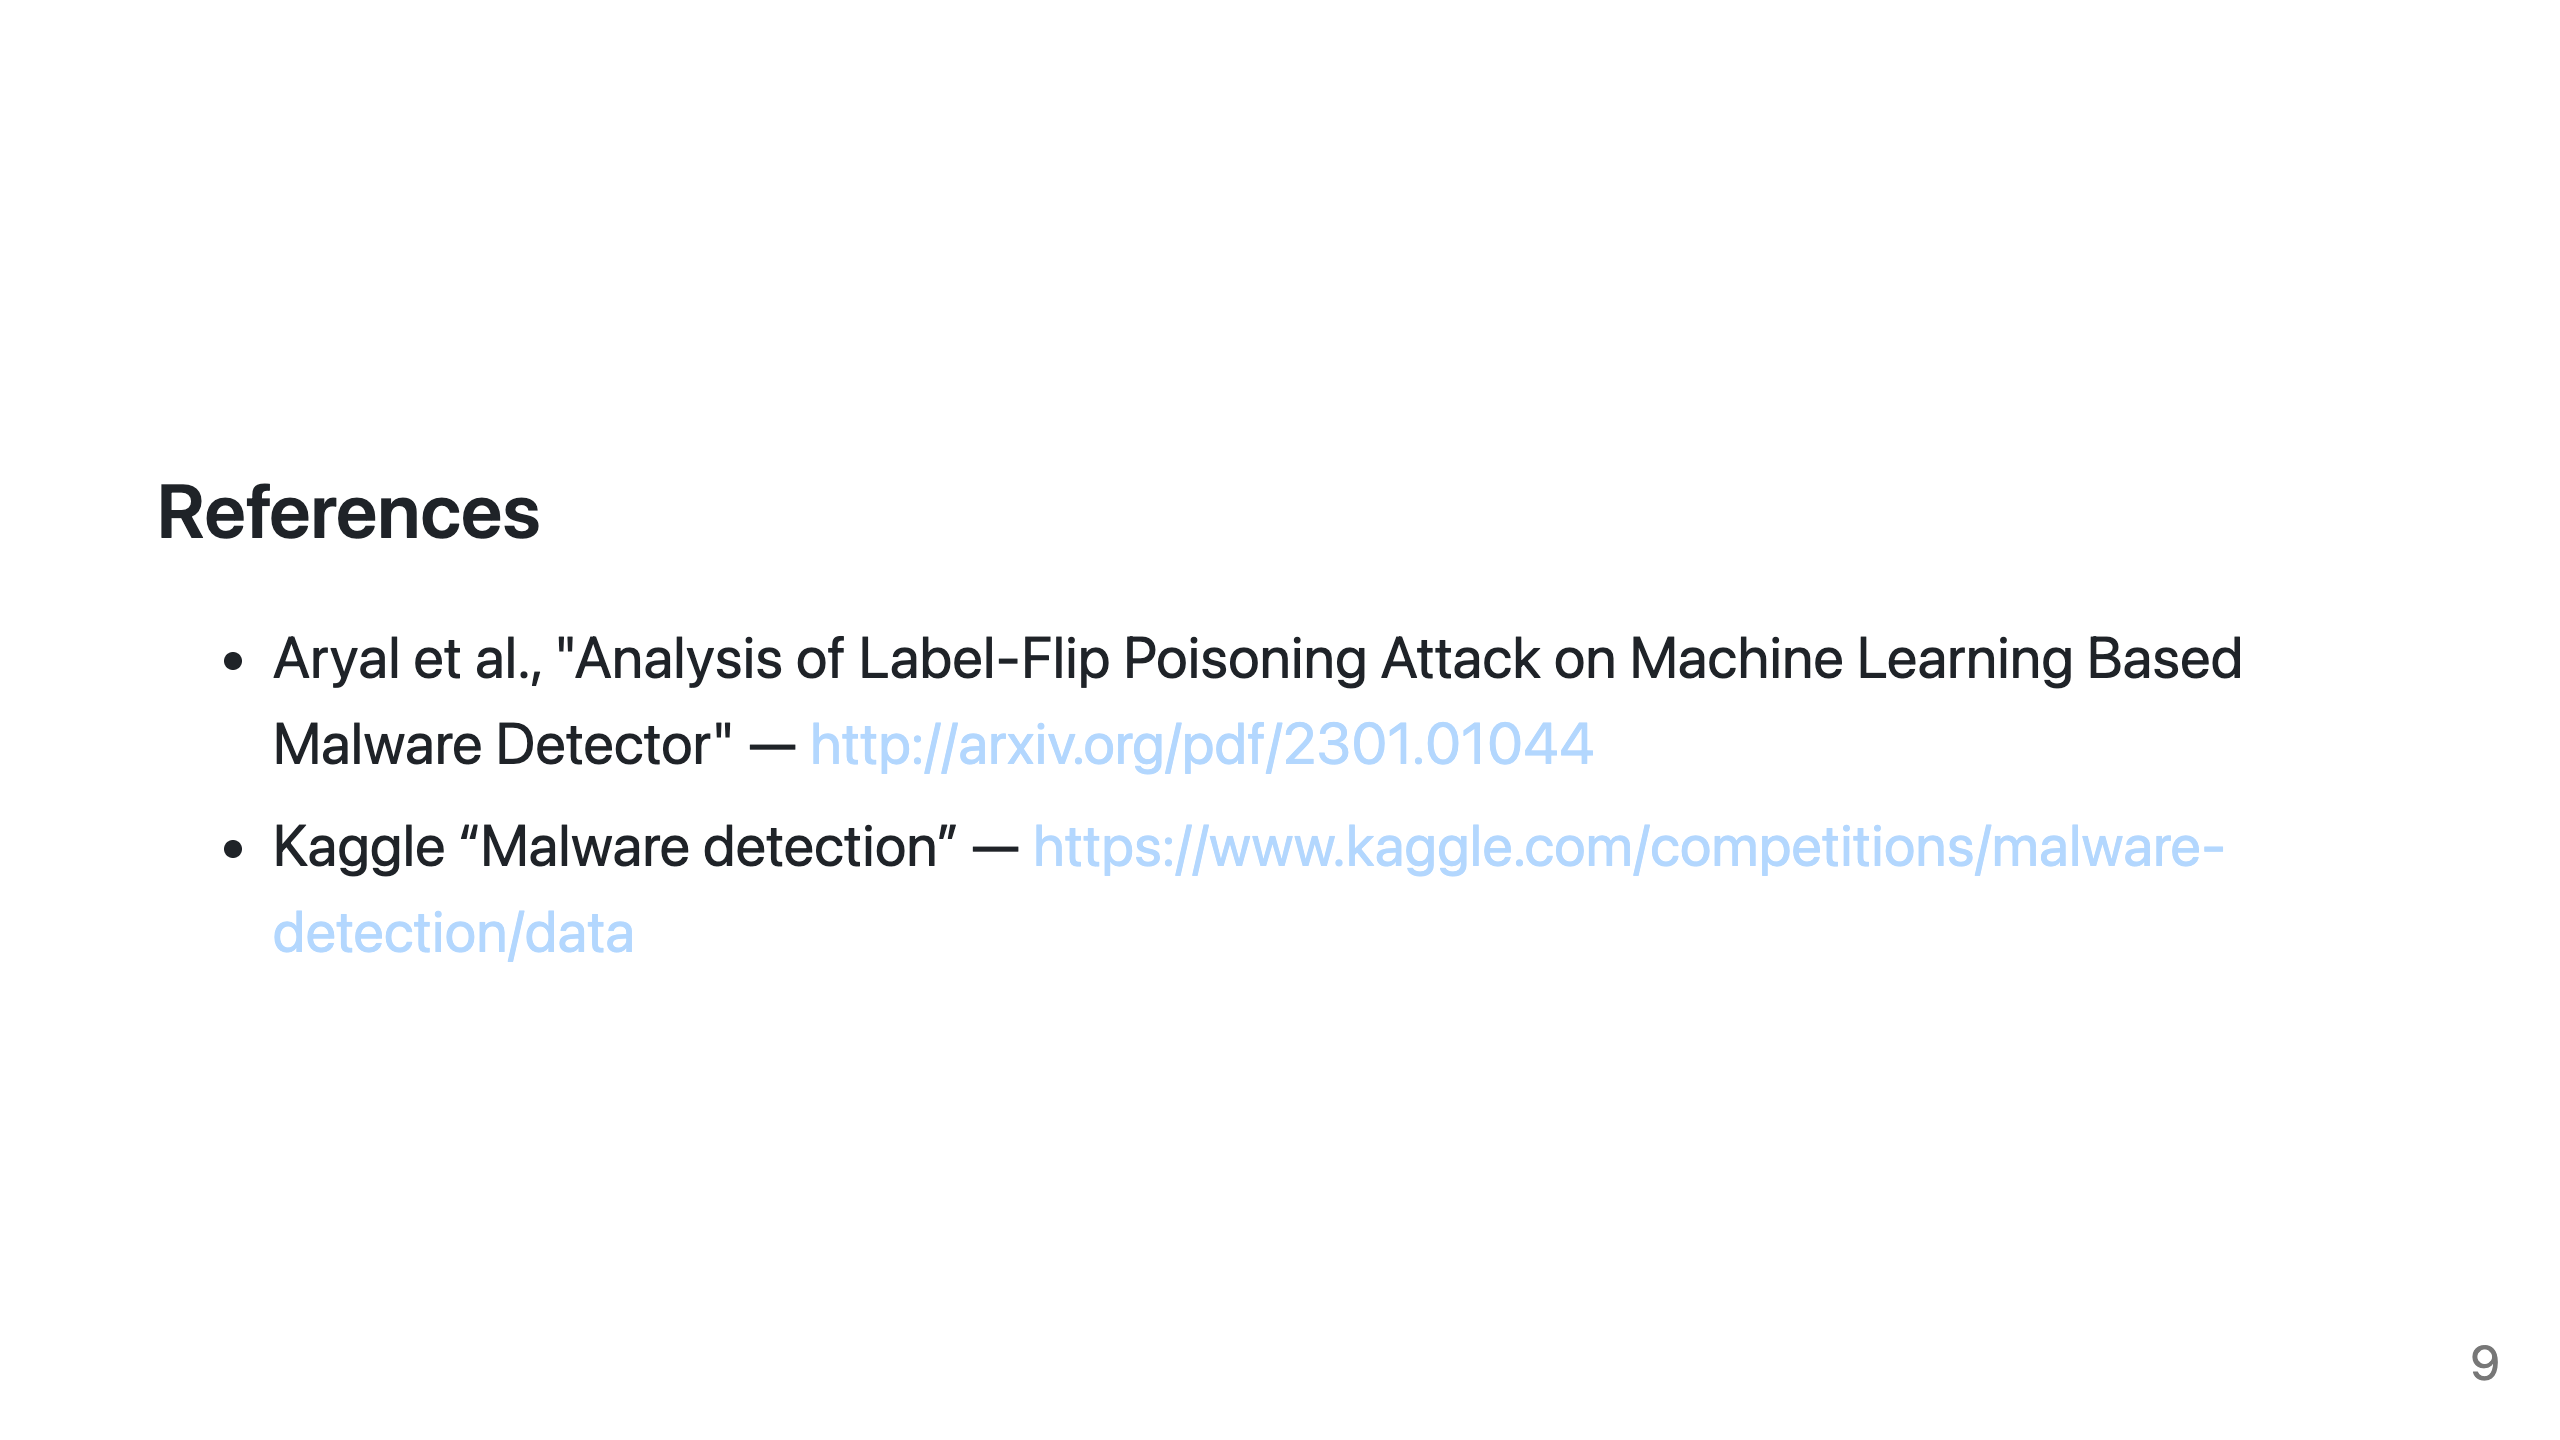 References
• Aryal et al., "Analysis of Label-Flip Poisoning Attack on Machine Learning Based
Malware Detector" — http://arxiv.org/pdf/2301.01044
• Kaggle “Malware detection” — https://www.kaggle.com/competitions/malware-
detection/data
9